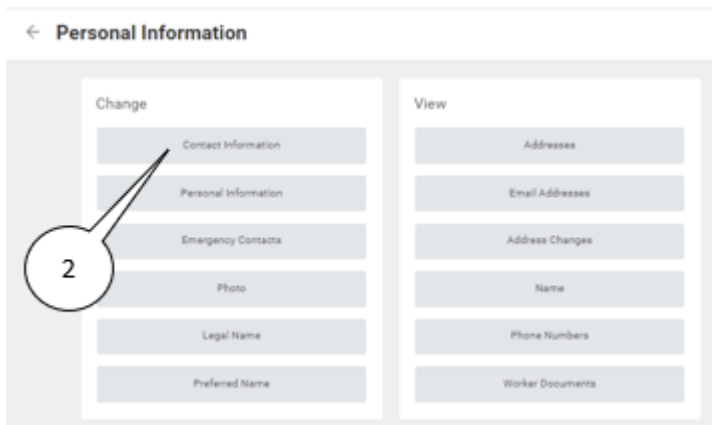 ← Personal Information
Change
Contact Information
Personal Information
Emergency Contacts
Photo
Legal Name
Preferred Name
2
View
Addresses
Email Addresses
Address Changes
Name
Phone Numbers
Worker Documents